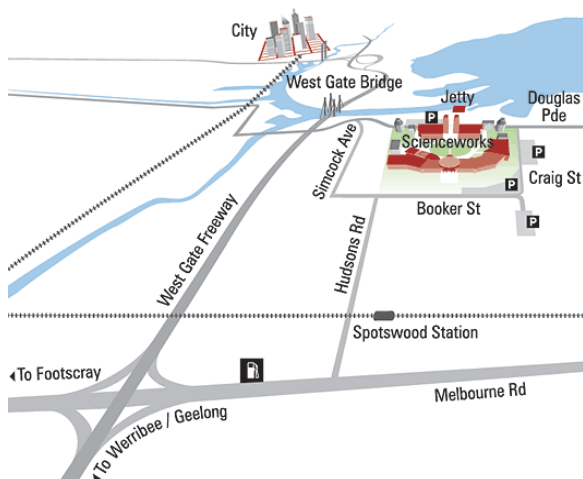 City
West Gate Bridge
Jetty
Douglas
Pde
P
Scienceworks
Simcock Ave
P
Craig St
P
Booker St
P
West Gate Freeway
Hudsons Rd
Spotswood Station
To Footscray
Melbourne Rd
To Werribee / Geelong